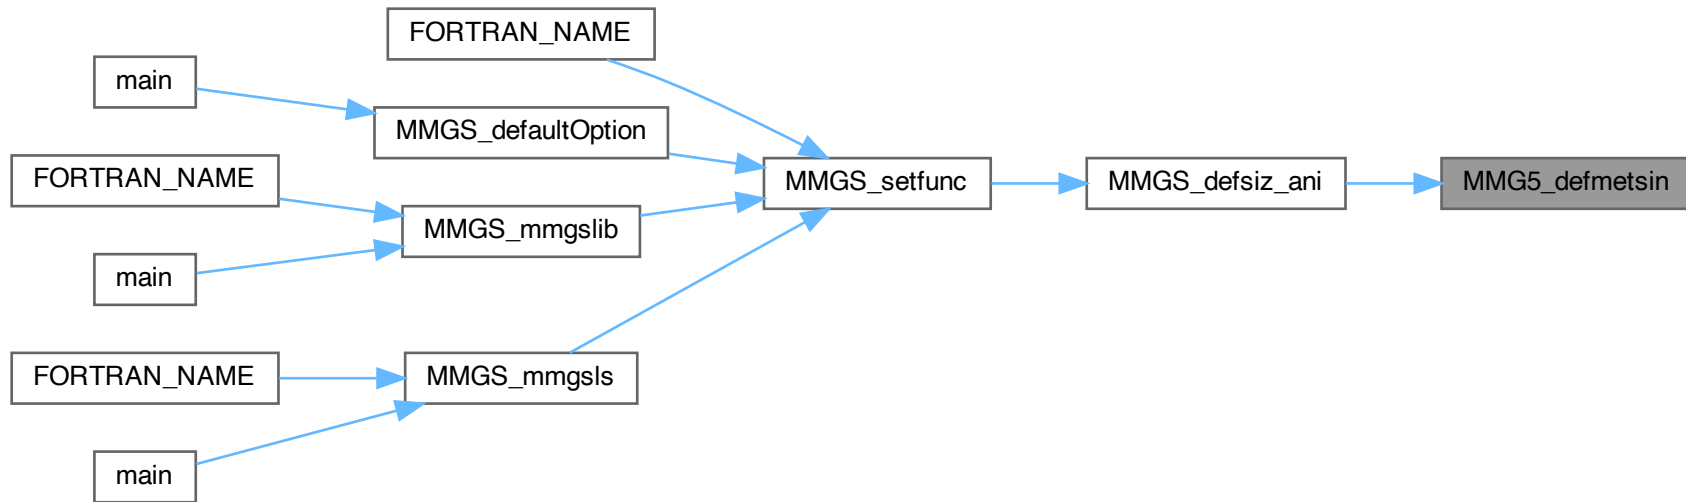 FORTRAN_NAME
main
MMGS_defaultOption
FORTRAN_NAME
MMGS_setfunc
MMGS_defsiz_ani
MMG5_defmetsin
MMGS_mmgslib
main
FORTRAN_NAME
MMGS_mmgsls
main